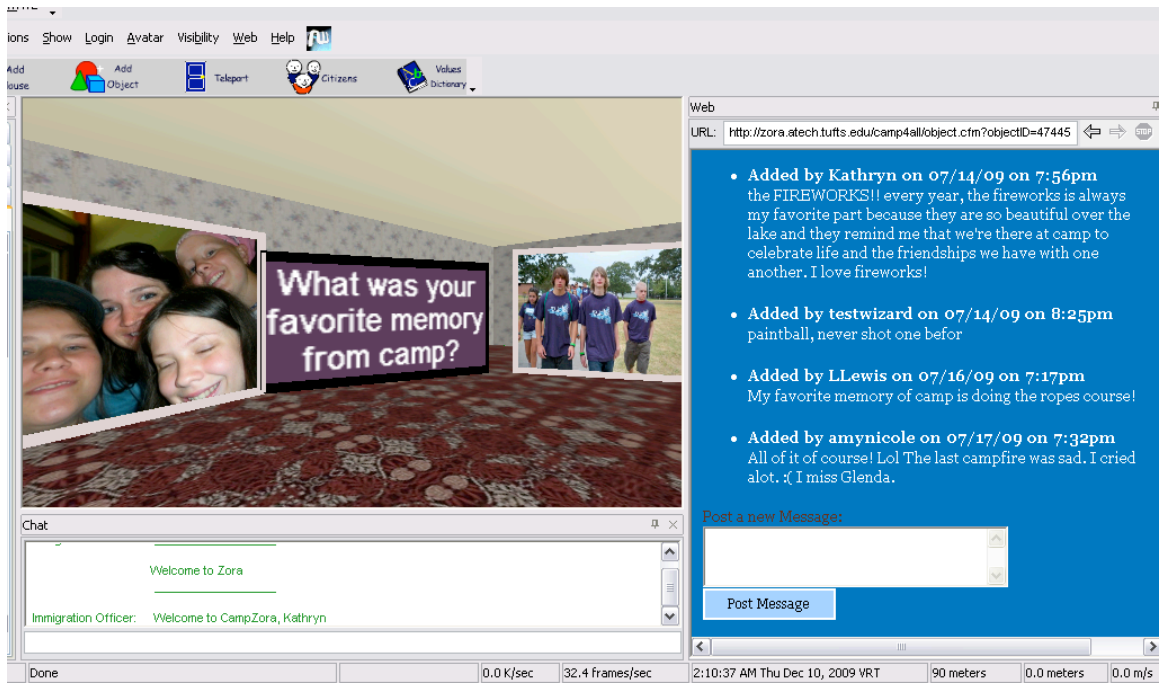 ions Show Login Avatar Visibility Web Help AW
Add
Add
Object
Teleport
Citizens
Values
Dictionary
Web
URL: http://zora.atech.tufts.edu/camp4all/object.cfm?objectID=47445
STOP
What was your
favorite memory
from camp?
• Added by Kathryn on 07/14/09 on 7:56pm
the FIREWORKS!! every year, the fireworks is always
my favorite part because they are so beautiful over the
lake and they remind me that we're there at camp to
celebrate life and the friendships we have with one
another. I love fireworks!
• Added by testwizard on 07/14/09 on 8:25pm
paintball, never shot one befor
• Added by LLewis on 07/16/09 on 7:17pm
My favorite memory of camp is doing the ropes course!
• Added by amynicole on 07/17/09 on 7:32pm
All of it of course! Lol The last campfire was sad. I cried
alot. :( I miss Glenda.
Post a new Message:
Post Message
Chat
Welcome to Zora
Immigration Officer: Welcome to CampZora, Kathryn
Done
0.0 K/sec
32.4 frames/sec
2:10:37 AM Thu Dec 10, 2009 VRT
90 meters
0.0 meters
0.0 m/s